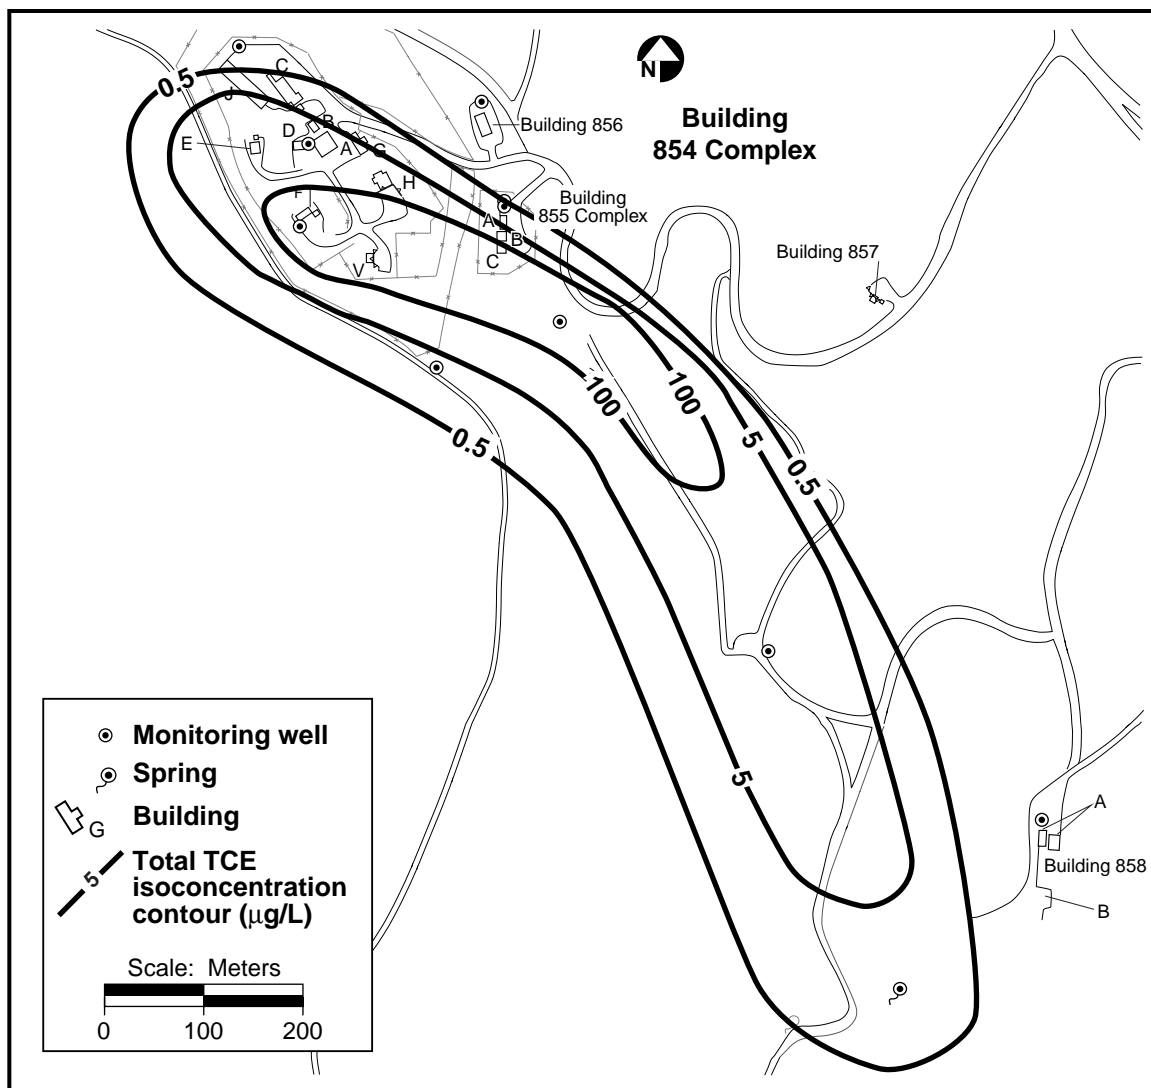 N
Building
854 Complex
0.5
C
J
B
D
E
A
G
H
F
V
Building 856
Building
855 Complex
A
B
C
Building 857
100
100
5
0.5
0.5
5
A
Building 858
B
Monitoring well
Spring
G
Building
5
Total TCE
isoconcentration
contour (μg/L)
Scale: Meters
0
100
200